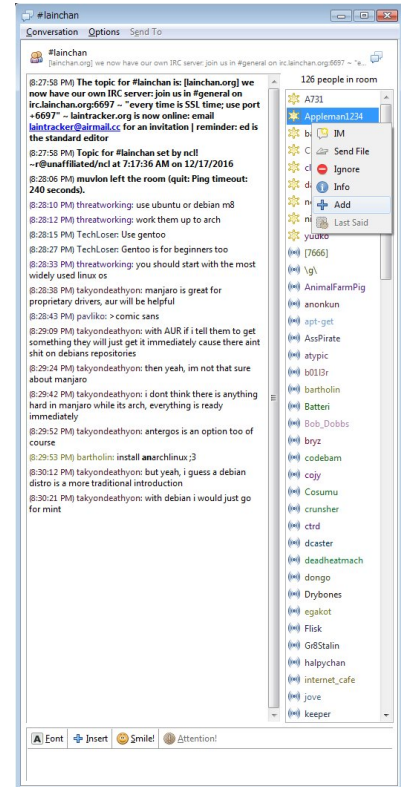 #lainchan
Conversation Options Send To
#lainchan
[lainchan.org] we now have our own IRC server: join us in #general on irc.lainchan.org:6697 ~ "e...
(8:27:58 PM) The topic for #lainchan is: [lainchan.org] we
now have our own IRC server: join us in #general on
irc.lainchan.org:6697 ~ "every time is SSL time; use port
+6697" ~ laintracker.org is now online: email
laintracker@airmail.cc for an invitation | reminder: ed is
the standard editor
(8:27:58 PM) Topic for #lainchan set by ncl!
~r@unaffiliated/ncl at 7:17:36 AM on 12/17/2016
(8:28:06 PM) muvlon left the room (quit: Ping timeout:
240 seconds).
(8:28:10 PM) threatworking: use ubuntu or debian m8
(8:28:12 PM) threatworking: work them up to arch
(8:28:15 PM) TechLoser: Use gentoo
(8:28:27 PM) TechLoser: Gentoo is for beginners too
(8:28:33 PM) threatworking: you should start with the most
widely used linux os
(8:28:38 PM) takyondeathyon: manjaro is great for
proprietary drivers, aur will be helpful
(8:28:43 PM) pavliko: >comic sans
(8:29:09 PM) takyondeathyon: with AUR if i tell them to get
something they will just get it immediately cause there aint
shit on debians repositories
(8:29:24 PM) takyondeathyon: then yeah, im not that sure
about manjaro
(8:29:42 PM) takyondeathyon: i dont think there is anything
hard in manjaro while its arch, everything is ready
immediately
(8:29:52 PM) takyondeathyon: antergos is an option too of
course
(8:29:53 PM) bartholin: install anarchlinux ;3
(8:30:12 PM) takyondeathyon: but yeah, i guess a debian
distro is a more traditional introduction
(8:30:21 PM) takyondeathyon: with debian i would just go
for mint
126 people in room
A731
Appleman1234
ba
C
cl
da
n
ni
yuuko
IM
Send File
Ignore
Info
Add
Last Said
[7666]
\g\
AnimalFarmPig
anonkun
apt-get
AssPirate
atypic
b01l3r
bartholin
Batteri
Bob_Dobbs
bryz
codebam
cojy
Cosumu
crunsher
ctrd
dcaster
deadheatmach
dongo
Drybones
egakot
Flisk
Gr8Stalin
halpychan
internet_cafe
jove
keeper
A Font Insert Smile! Attention!